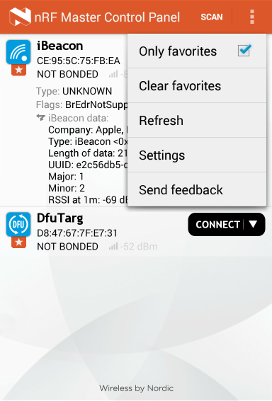 nRF Master Control Panel SCAN
iBeacon
CE:95:5C:75:FB:EA
NOT BONDED
Type: UNKNOWN
Flags: BrEdrNotSupp
iBeacon data:
Company: Apple, I
Type: iBeacon <0x
Length of data: 21
UUID: e2c56db5-d
Major: 1
Minor: 2
RSSI at 1m: -69 dB
Only favorites
Clear favorites
Refresh
Settings
Send feedback
DFU
DfuTarg
D8:47:67:7F:E7:31
NOT BONDED -52 dBm
CONNECT
Wireless by Nordic